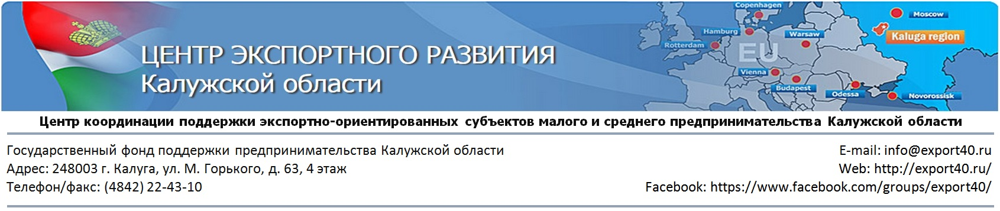 ЦЕНТР ЭКСПОРТНОГО РАЗВИТИЯ
Калужской области
Copenhagen
Moscow
Hamburg
Warsaw
Kaluga region
Rotterdam
EU
Vienna
Budapest
Odessa
Novorossisk
Центр координации поддержки экспортно-ориентированных субъектов малого и среднего предпринимательства Калужской области
Государственный фонд поддержки предпринимательства Калужской области
Адрес: 248003 г. Калуга, ул. М. Горького, д. 63, 4 этаж
Телефон/факс: (4842) 22-43-10
E-mail: info@export40.ru
Web: http://export40.ru/
Facebook: https://www.facebook.com/groups/export40/